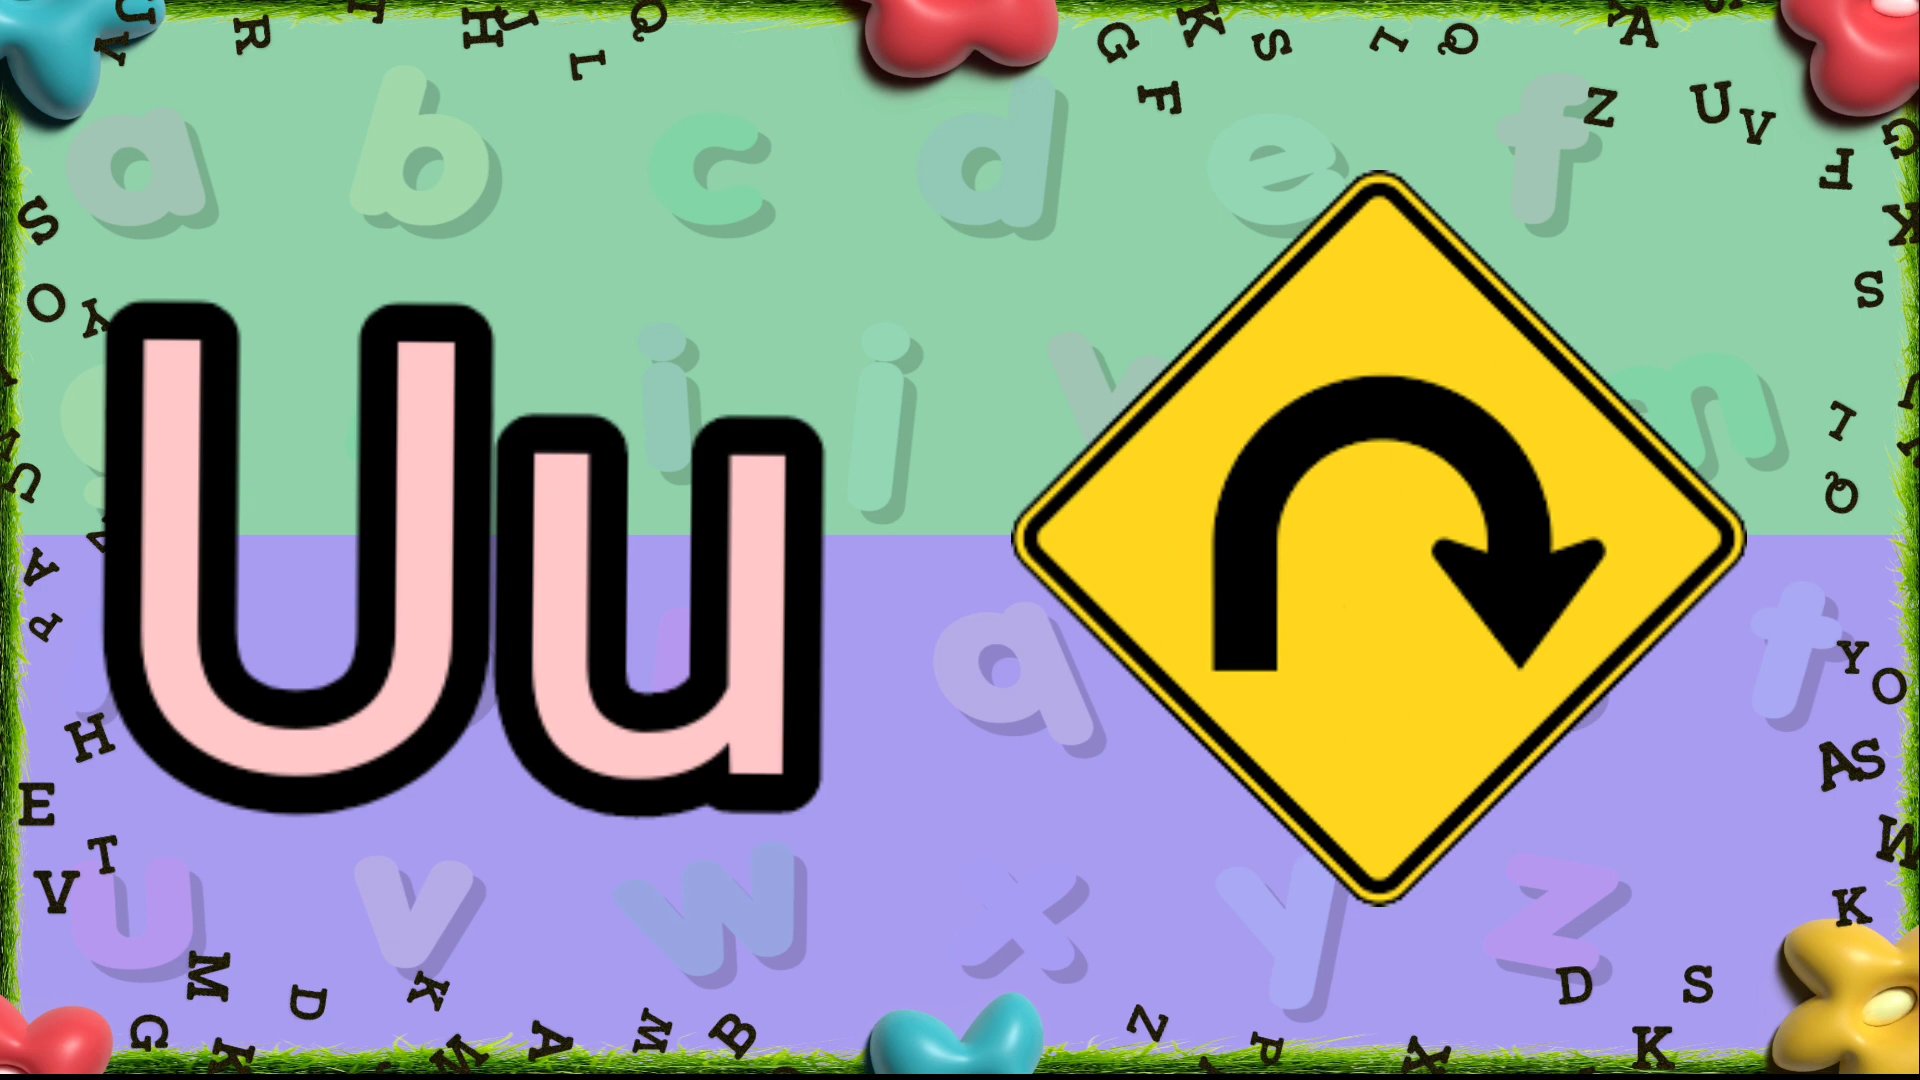 Uu
a b c d e f
i j m
q t
u v w x y z
U V R T H J L Q G K S F I Q A Z U V
S O Y
G F K S
T Q
U
A P
Y O
H
A S
E T V
W K
M D K
D S
G K A M B Z P X K